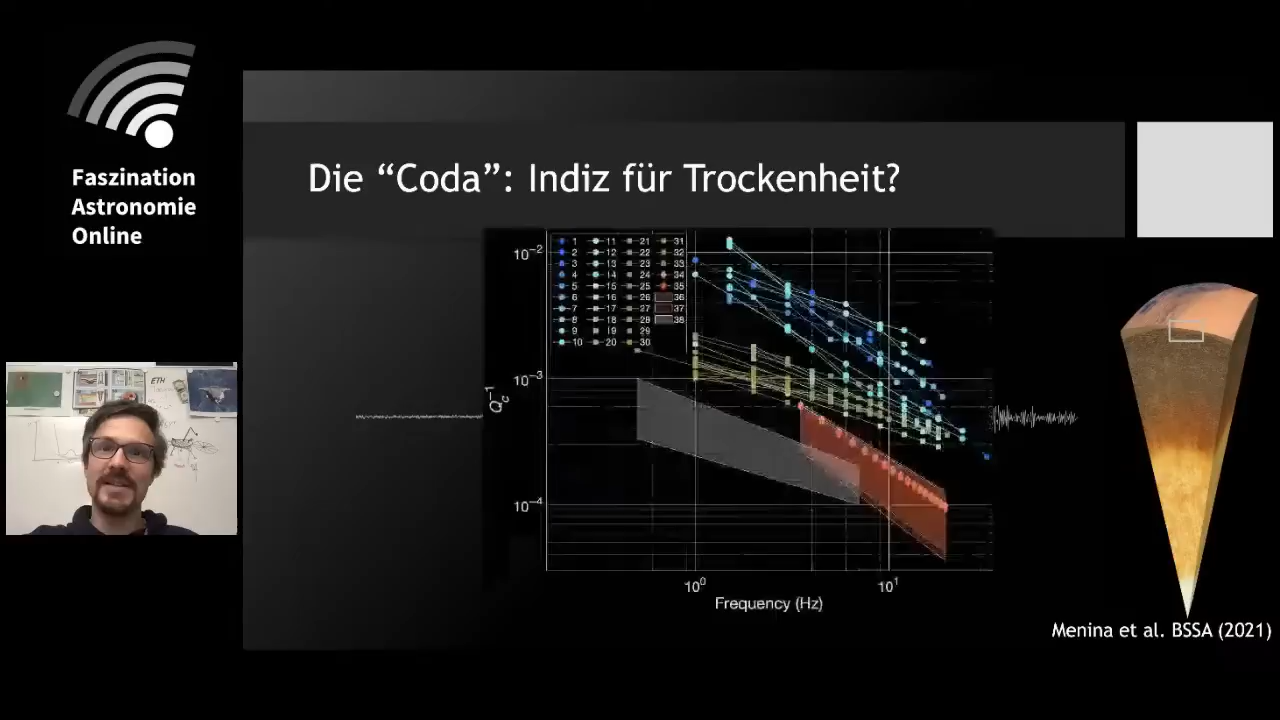 Faszination
Astronomie
Online
Die “Coda”: Indiz für Trockenheit?
10⁻²
10⁻³
10⁻⁴
Q꜀⁻¹
1 11 21 31
2 12 22 32
3 13 23 33
4 14 24 34
5 15 25 35
6 16 26 36
7 17 27 37
8 18 28 38
9 19 29
10 20 30
10⁰ 10¹
Frequency (Hz)
ETH
Menina et al. BSSA (2021)